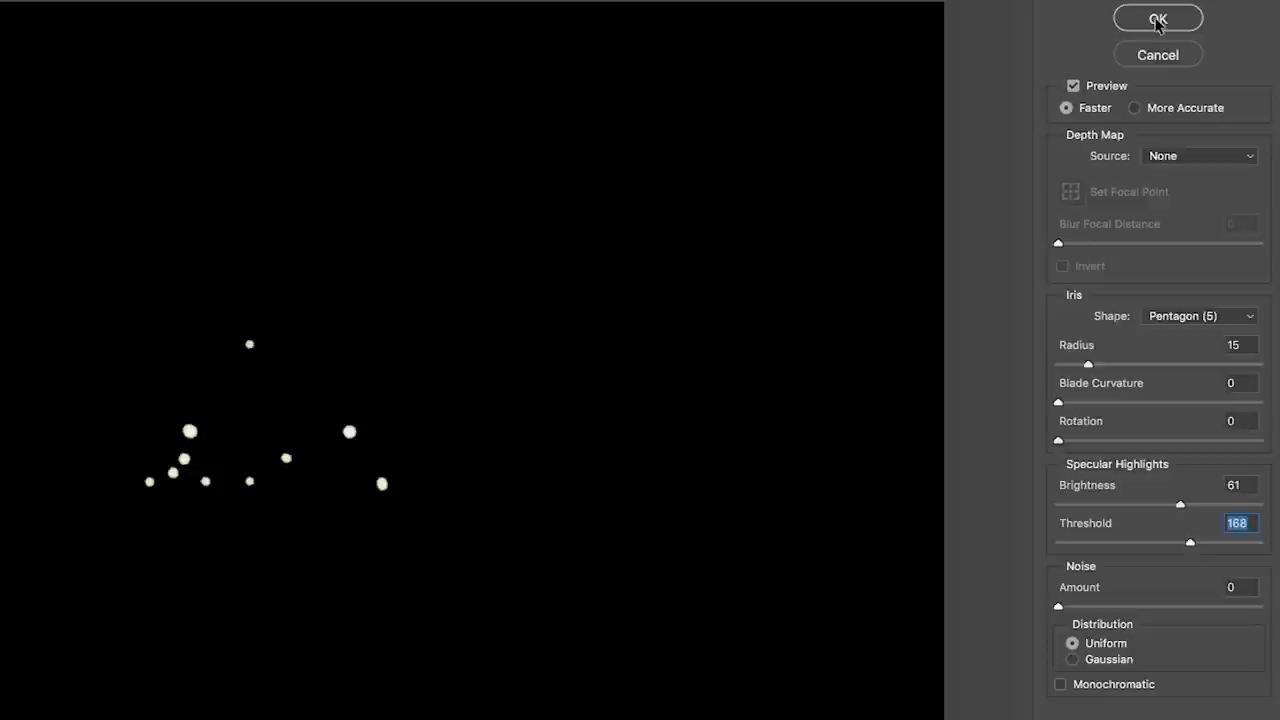 OK
Cancel
Preview
Faster More Accurate
Depth Map
Source: None
Set Focal Point
Blur Focal Distance
Invert
Iris
Shape: Pentagon (5)
Radius 15
Blade Curvature 0
Rotation 0
Specular Highlights
Brightness 61
Threshold 168
Noise
Amount 0
Distribution
Uniform
Gaussian
Monochromatic